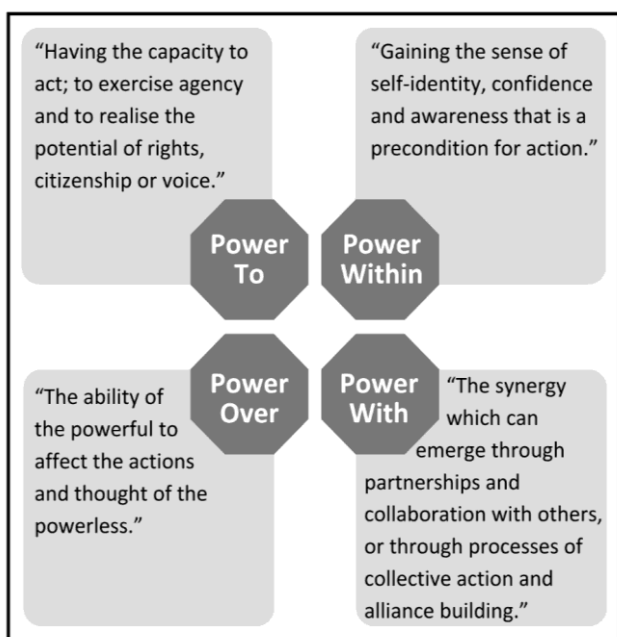 “Having the capacity to
act; to exercise agency
and to realise the
potential of rights,
citizenship or voice.”
Power
To
“Gaining the sense of
self-identity, confidence
and awareness that is a
precondition for action.”
Power
Within
“The ability of
the powerful to
affect the actions
and thought of the
powerless.”
Power
Over
“The synergy
which can
emerge through
partnerships and
collaboration with others,
or through processes of
collective action and
alliance building.”
Power
With